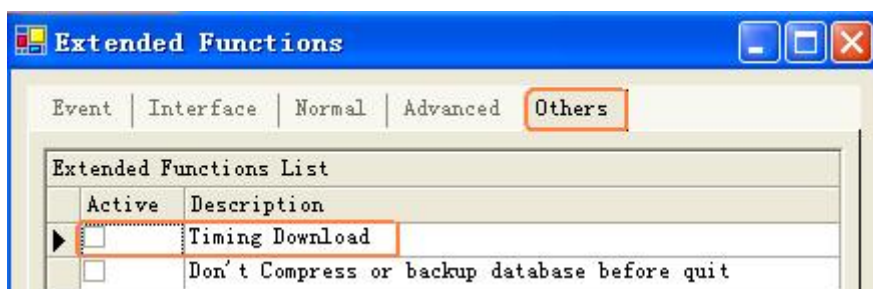 Extended Functions
Event | Interface | Normal | Advanced Others
Extended Functions List
Active Description
Timing Download
Don't Compress or backup database before quit